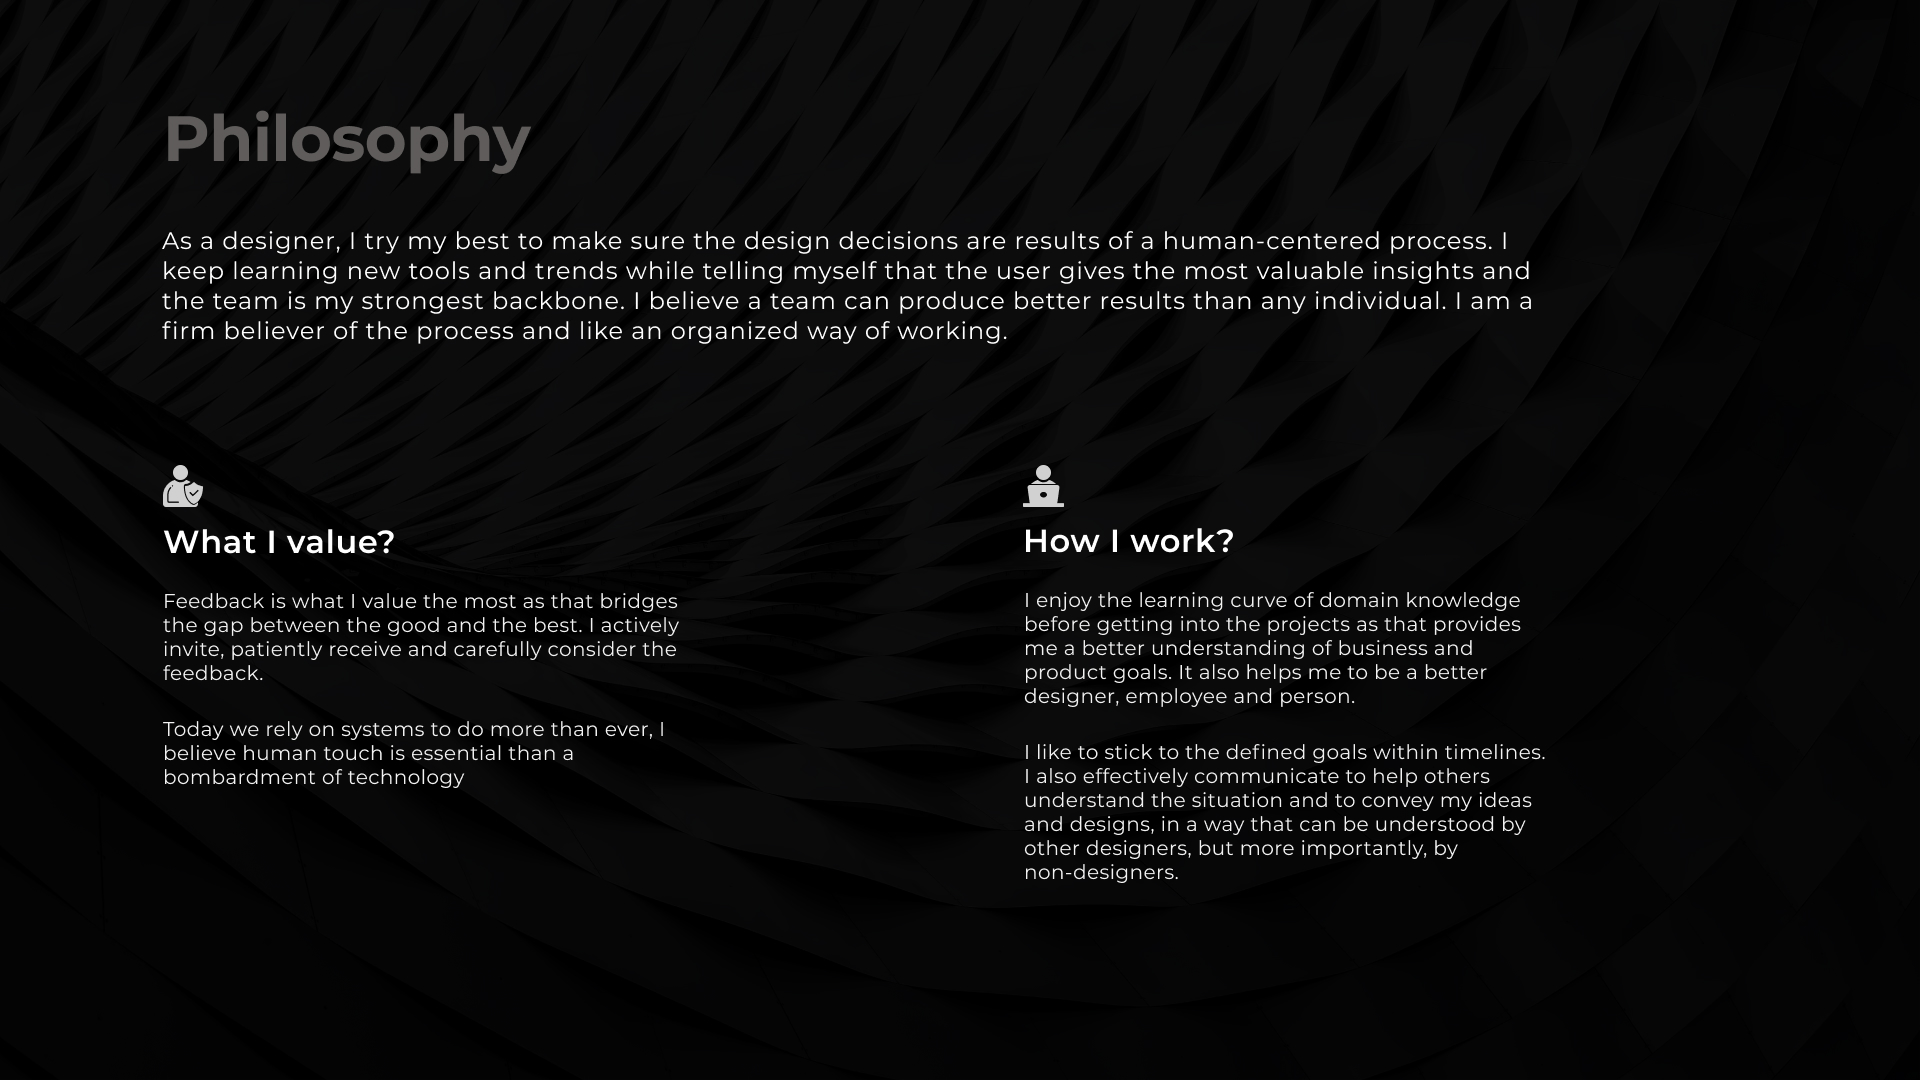 Philosophy
As a designer, I try my best to make sure the design decisions are results of a human-centered process. I
keep learning new tools and trends while telling myself that the user gives the most valuable insights and
the team is my strongest backbone. I believe a team can produce better results than any individual. I am a
firm believer of the process and like an organized way of working.
What I value?
Feedback is what I value the most as that bridges
the gap between the good and the best. I actively
invite, patiently receive and carefully consider the
feedback.
Today we rely on systems to do more than ever, I
believe human touch is essential than a
bombardment of technology
How I work?
I enjoy the learning curve of domain knowledge
before getting into the projects as that provides
me a better understanding of business and
product goals. It also helps me to be a better
designer, employee and person.
I like to stick to the defined goals within timelines.
I also effectively communicate to help others
understand the situation and to convey my ideas
and designs, in a way that can be understood by
other designers, but more importantly, by
non-designers.